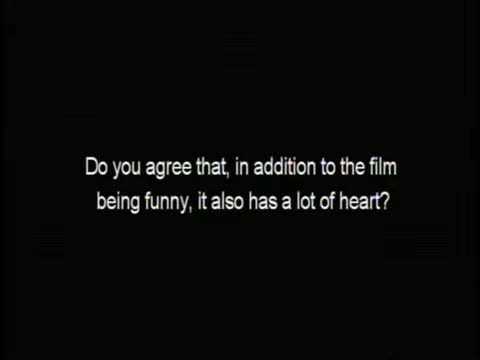 Do you agree that, in addition to the film
being funny, it also has a lot of heart?